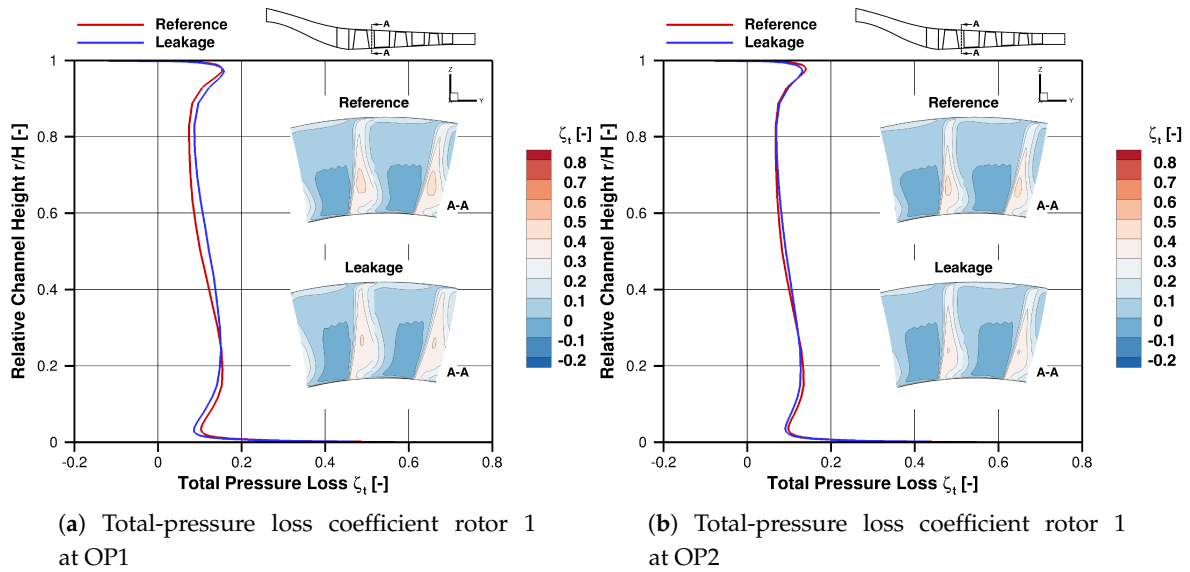 Reference
Leakage
A
A
1
0.8
0.6
0.4
0.2
0
Relative Channel Height r/H [-]
Z
X
Y
Reference
A-A
Leakage
A-A
ζt [-]
0.8
0.7
0.6
0.5
0.4
0.3
0.2
0.1
0
-0.1
-0.2
-0.2 0 0.2 0.4 0.6 0.8
Total Pressure Loss ζt [-]
(a) Total-pressure loss coefficient rotor 1
at OP1
Reference
Leakage
A
A
1
0.8
0.6
0.4
0.2
0
Relative Channel Height r/H [-]
Z
X
Y
Reference
A-A
Leakage
A-A
ζt [-]
0.8
0.7
0.6
0.5
0.4
0.3
0.2
0.1
0
-0.1
-0.2
-0.2 0 0.2 0.4 0.6 0.8
Total Pressure Loss ζt [-]
(b) Total-pressure loss coefficient rotor 1
at OP2